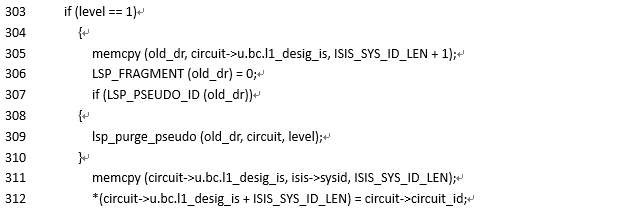 303 if (level == 1)↵
304 {↵
305 memcpy (old_dr, circuit->u.bc.l1_desig_is, ISIS_SYS_ID_LEN + 1);↵
306 LSP_FRAGMENT (old_dr) = 0;↵
307 if (LSP_PSEUDO_ID (old_dr))↵
308 {↵
309 lsp_purge_pseudo (old_dr, circuit, level);↵
310 }↵
311 memcpy (circuit->u.bc.l1_desig_is, isis->sysid, ISIS_SYS_ID_LEN);↵
312 *(circuit->u.bc.l1_desig_is + ISIS_SYS_ID_LEN) = circuit->circuit_id;↵